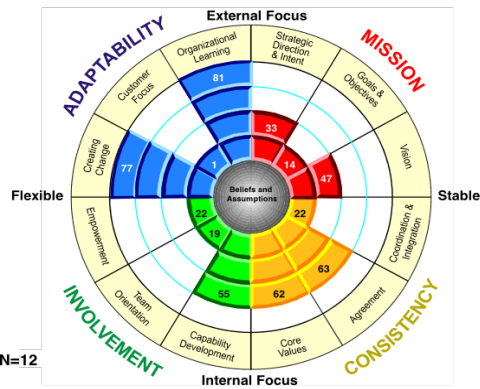 External Focus
ADAPTABILITY
MISSION
Organizational
Learning
Strategic
Direction
& Intent
Customer
Focus
Goals &
Objectives
Creating
Change
Vision
81
33
77
1
14
47
Flexible
Beliefs and
Assumptions
Stable
22
22
19
Empowerment
Coordination &
Integration
63
55
62
Team
Orientation
Agreement
Capability
Development
Core
Values
INVOLVEMENT
CONSISTENCY
N=12
Internal Focus